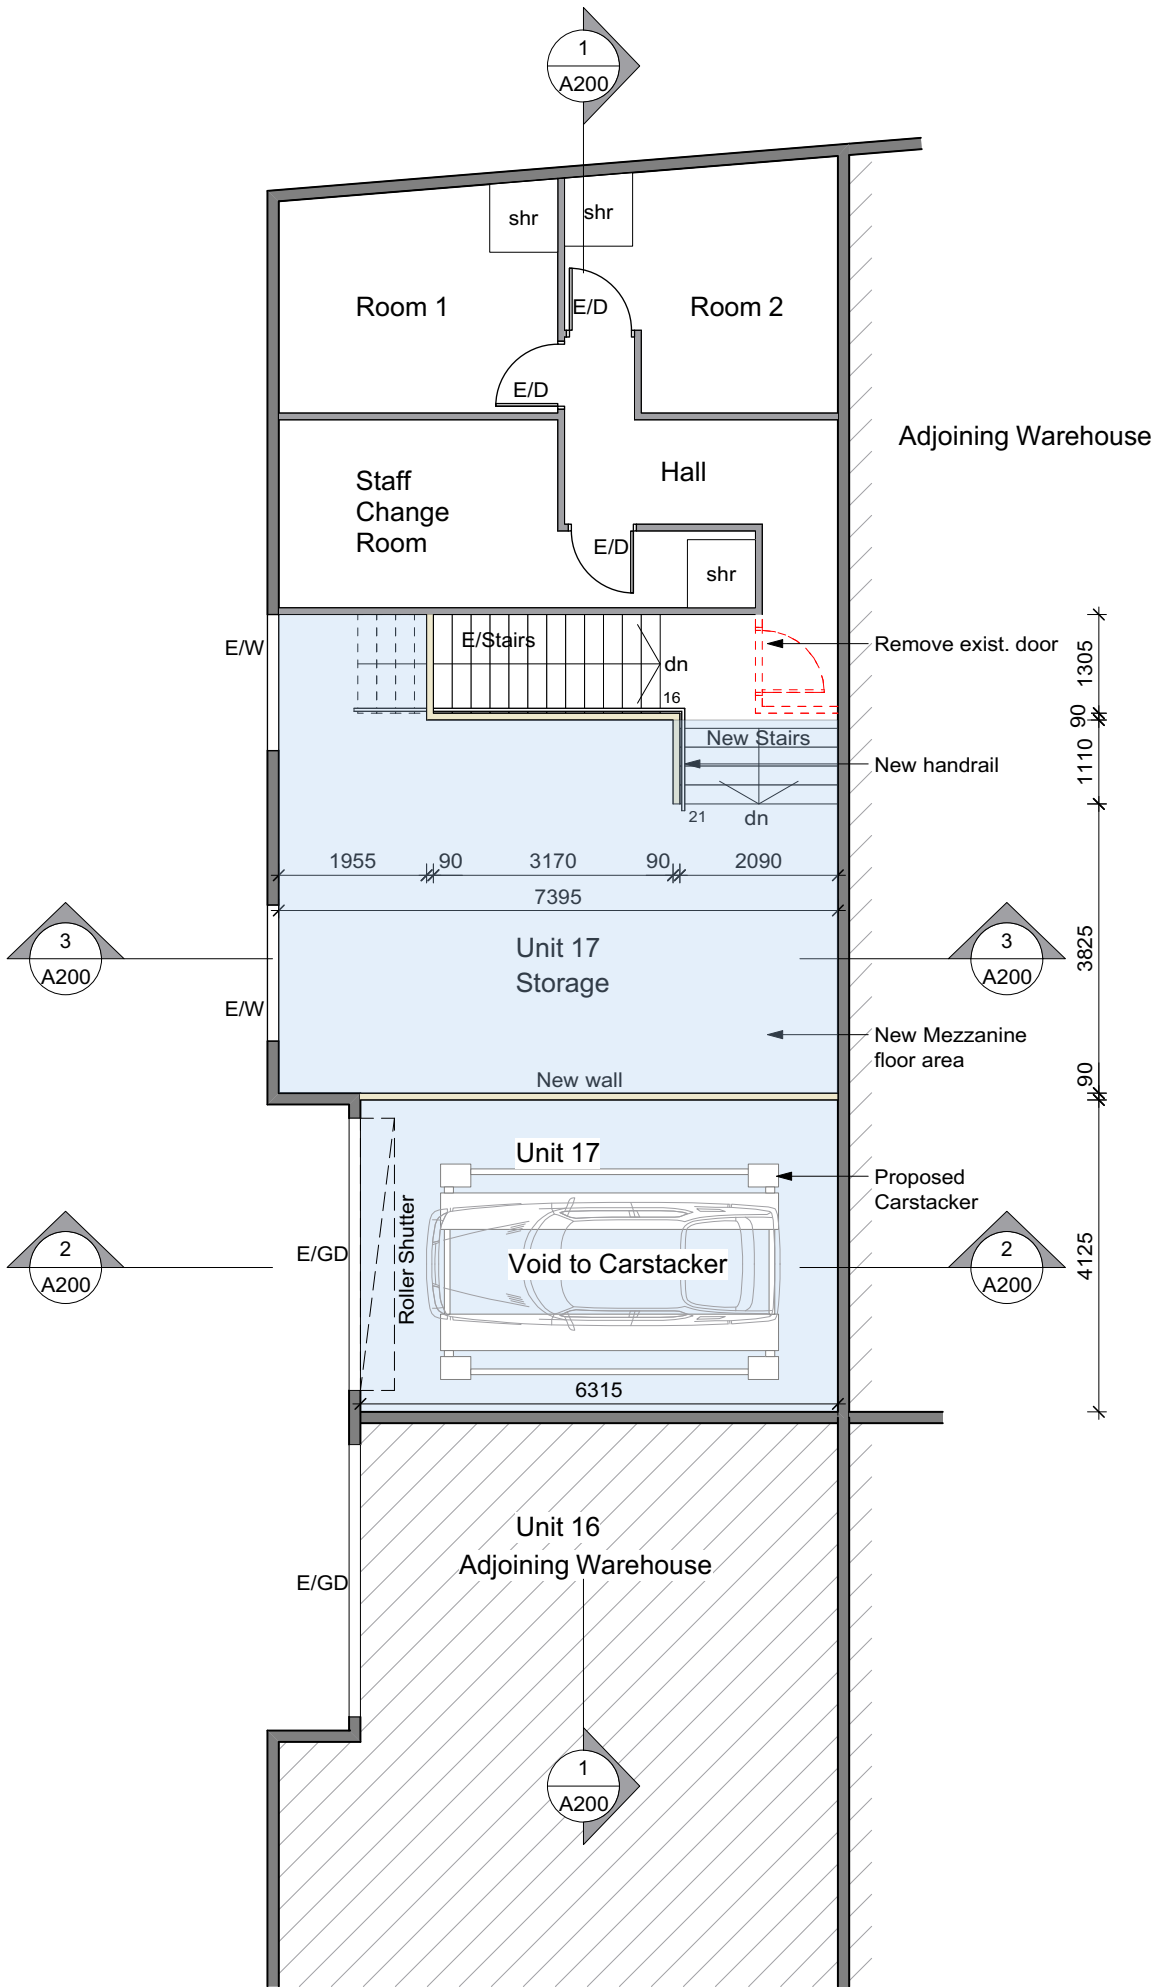 1
A200
shr
shr
Room 1
E/D
Room 2
E/D
Adjoining Warehouse
Hall
Staff
Change
Room
E/D
shr
E/W
E/Stairs
Remove exist. door
1305
dn
16
90
New Stairs
New handrail
1110
21
dn
1955
90
3170
90
2090
7395
3
A200
Unit 17
Storage
3
A200
3825
E/W
New Mezzanine
floor area
New wall
90
Unit 17
Proposed
Carstacker
Roller Shutter
2
A200
E/GD
Void to Carstacker
2
A200
4125
6315
Unit 16
Adjoining Warehouse
E/GD
1
A200